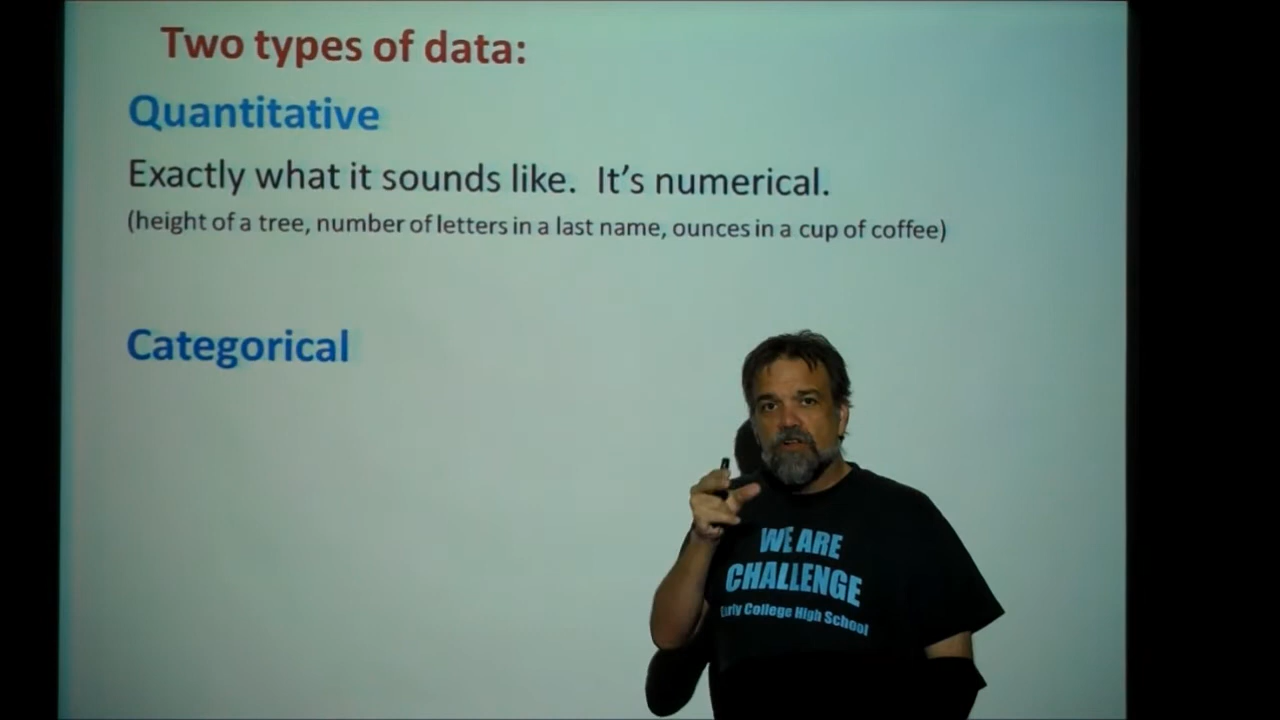 Two types of data:
Quantitative
Exactly what it sounds like.  It's numerical.
(height of a tree, number of letters in a last name, ounces in a cup of coffee)
Categorical
WE ARE
CHALLENGE
Early College High School